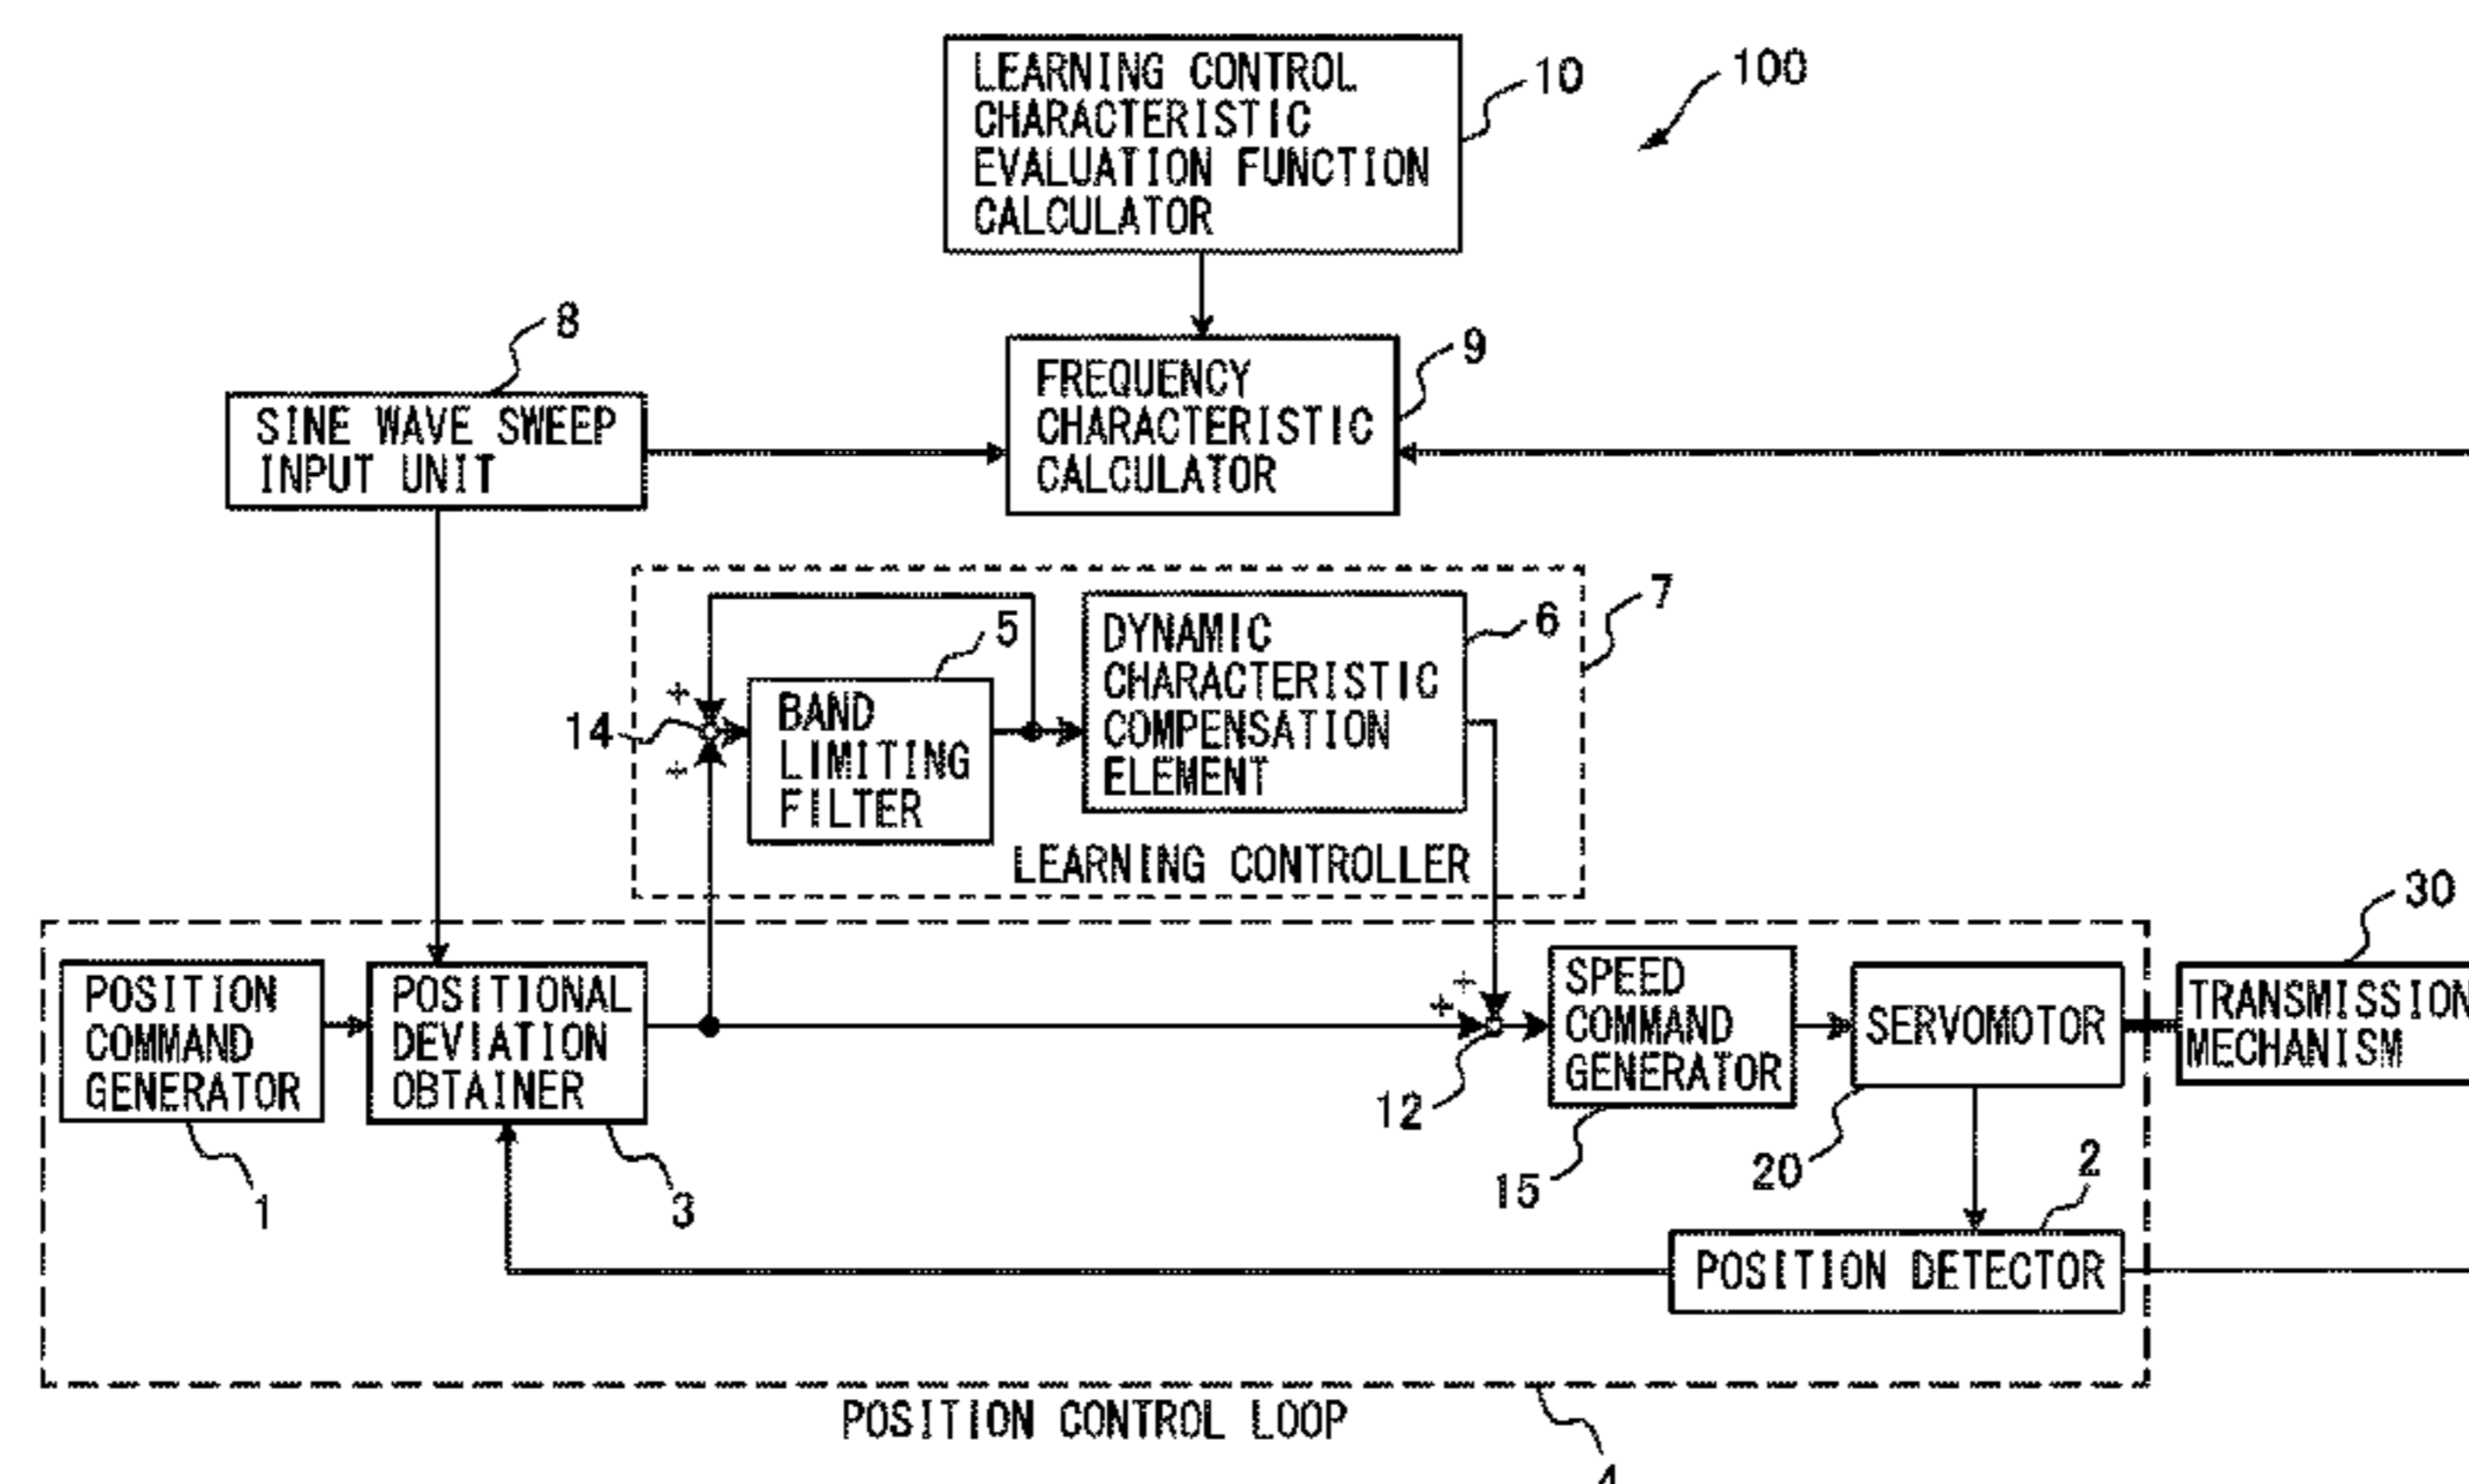 LEARNING CONTROL
CHARACTERISTIC
EVALUATION FUNCTION
CALCULATOR
10
100
8
SINE WAVE SWEEP
INPUT UNIT
FREQUENCY
CHARACTERISTIC
CALCULATOR
9
7
14
+
+
5
BAND
LIMITING
FILTER
DYNAMIC
CHARACTERISTIC
COMPENSATION
ELEMENT
6
LEARNING CONTROLLER
POSITION
COMMAND
GENERATOR
1
POSITIONAL
DEVIATION
OBTAINER
3
+
+
12
SPEED
COMMAND
GENERATOR
15
SERVOMOTOR
20
30
TRANSMISSION
MECHANISM
2
POSITION DETECTOR
POSITION CONTROL LOOP
4